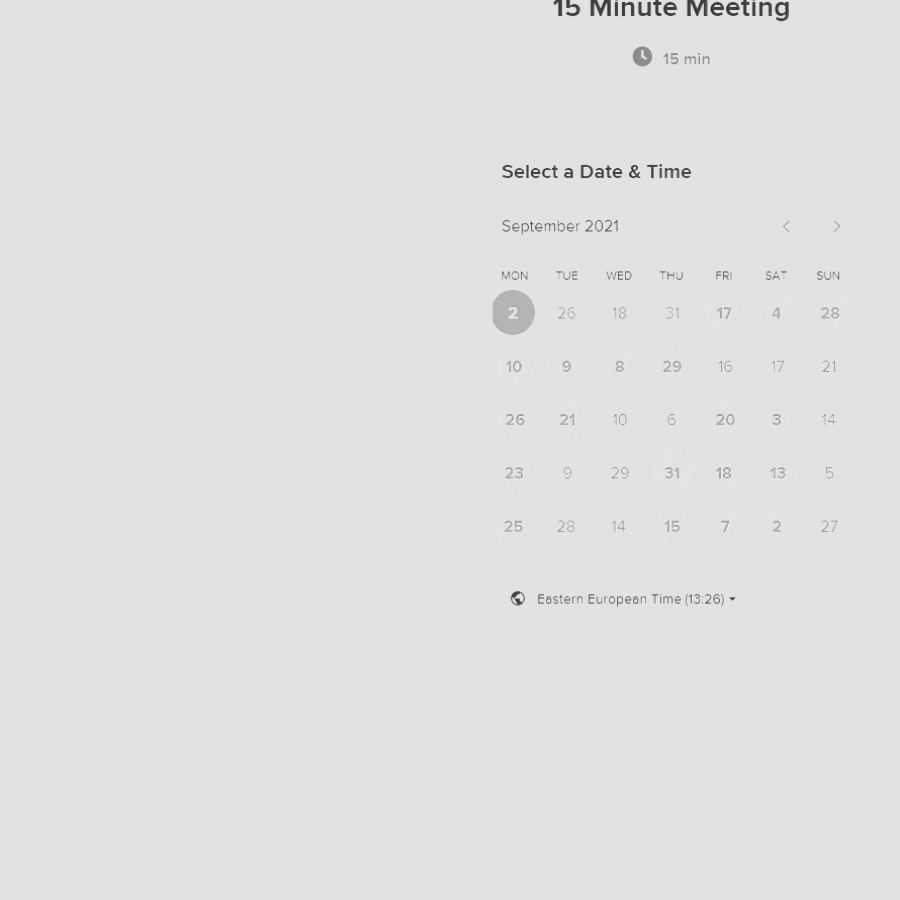 15 Minute Meeting
15 min
Select a Date & Time
September 2021
MON TUE WED THU FRI SAT SUN
2 26 18 31 17 4 28
10 9 8 29 16 17 21
26 21 10 6 20 3 14
23 9 29 31 18 13 5
25 28 14 15 7 2 27
Eastern European Time (13:26)